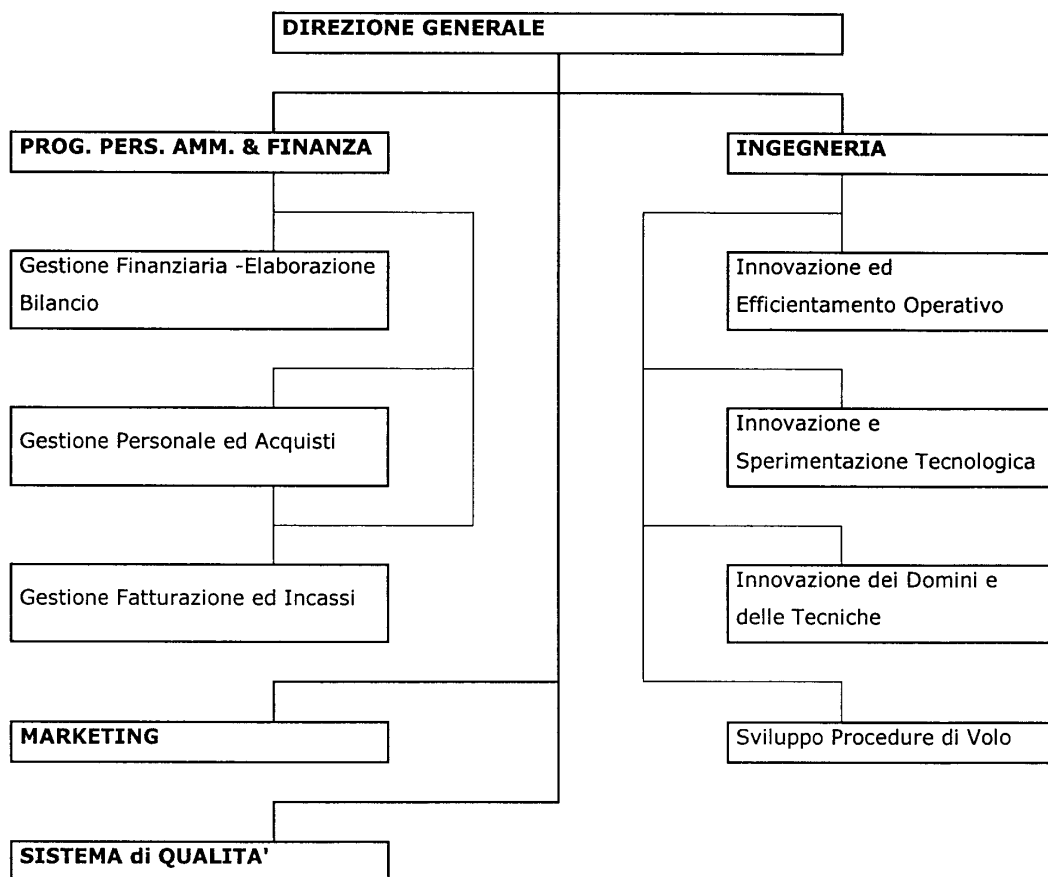 DIREZIONE GENERALE
PROG. PERS. AMM. & FINANZA
INGEGNERIA
Gestione Finanziaria -Elaborazione
Bilancio
Innovazione ed
Efficientamento Operativo
Gestione Personale ed Acquisti
Innovazione e
Sperimentazione Tecnologica
Gestione Fatturazione ed Incassi
Innovazione dei Domini e
delle Tecniche
MARKETING
Sviluppo Procedure di Volo
SISTEMA di QUALITA'